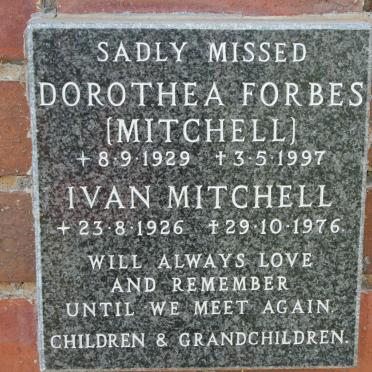 SADLY MISSED
DOROTHEA FORBES
(MITCHELL)
+ 8·9·1929 † 3·5·1997
IVAN MITCHELL
+ 23·8·1926 † 29·10·1976.
WILL ALWAYS LOVE
AND REMEMBER
UNTIL WE MEET AGAIN.
CHILDREN & GRANDCHILDREN.